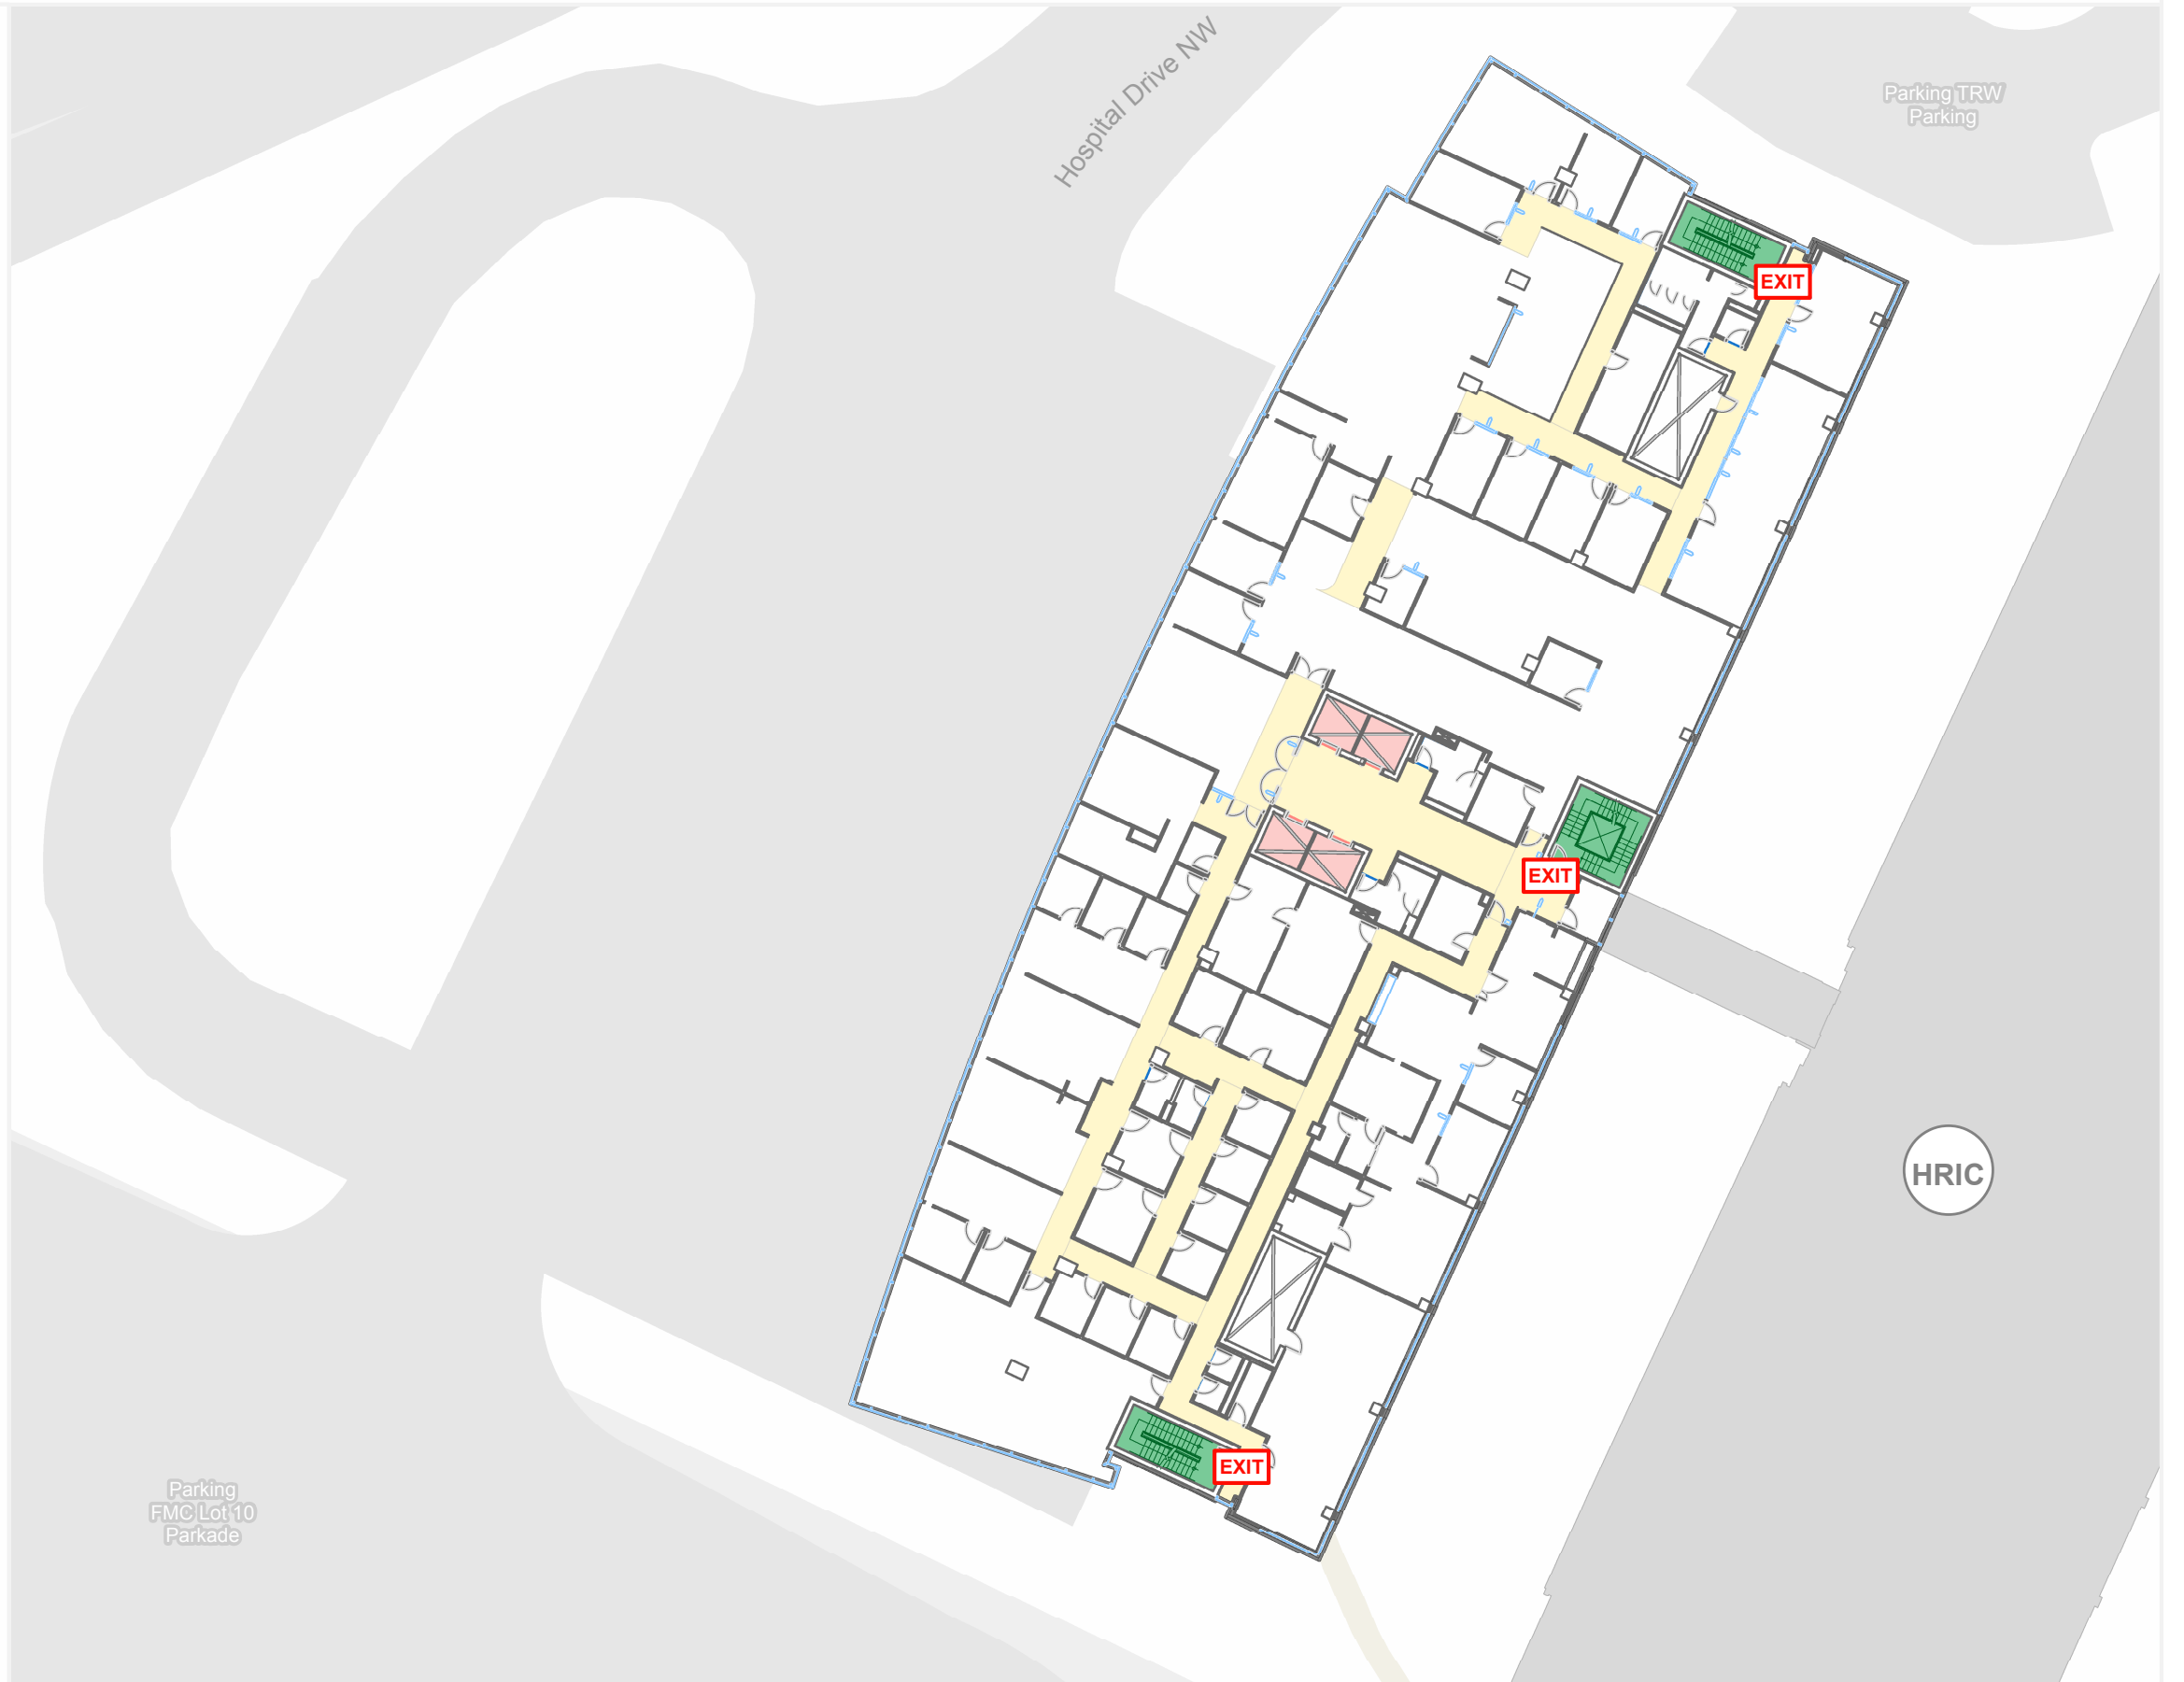 Hospital Drive NW
Parking TRW
Parking
EXIT
EXIT
HRIC
EXIT
Parking
FMC Lot 10
Parkade